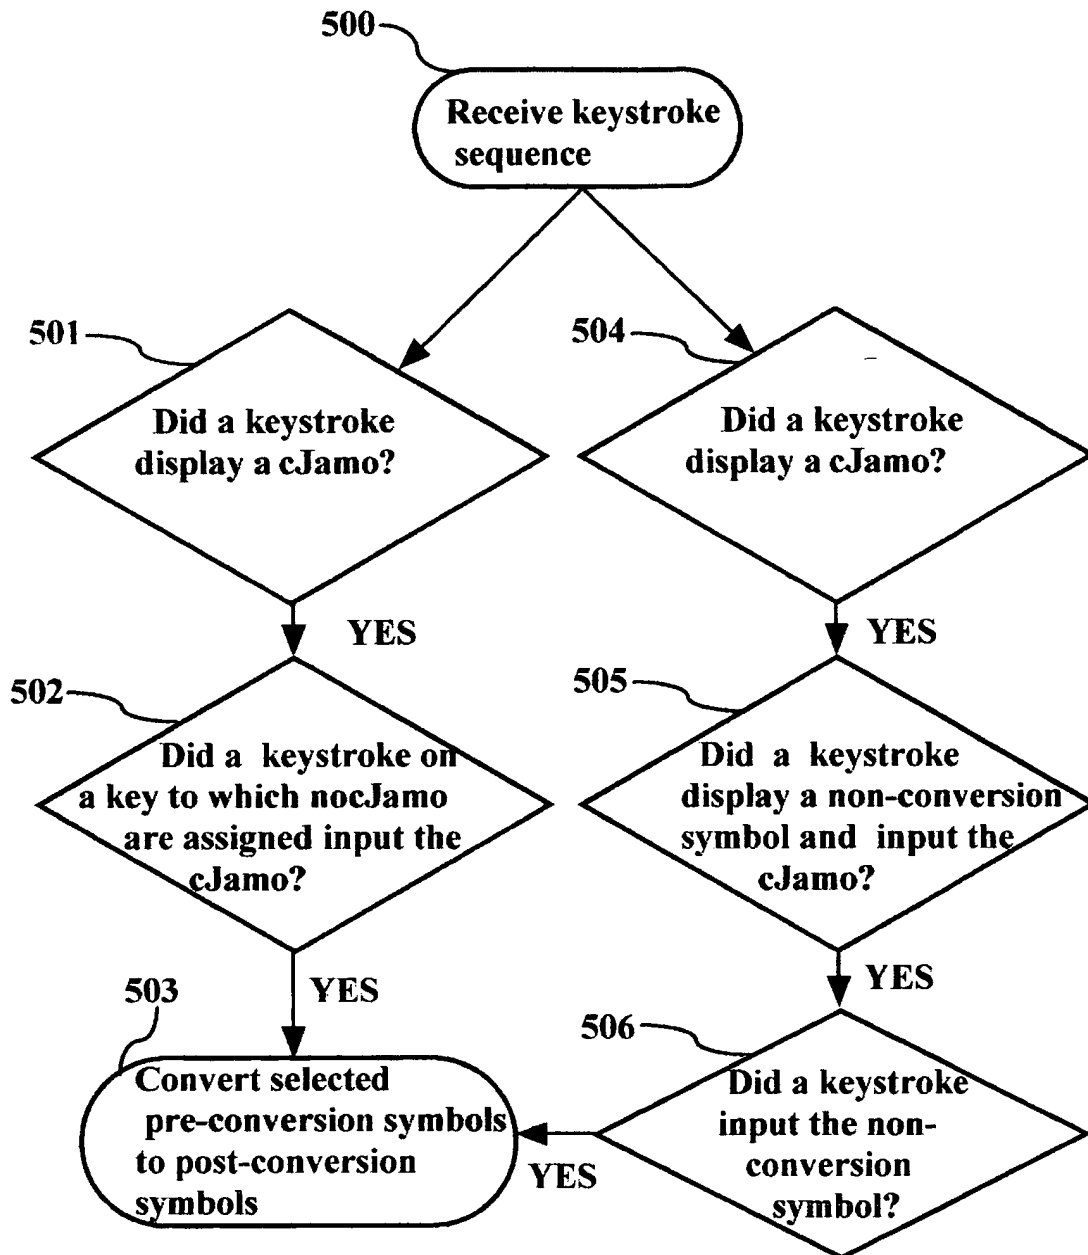 500
Receive keystroke
sequence
501
Did a keystroke
display a cJamo?
YES
504
Did a keystroke
display a cJamo?
YES
502
Did a keystroke on
a key to which nocJamo
are assigned input the
cJamo?
YES
505
Did a keystroke
display a non-conversion
symbol and input the
cJamo?
YES
503
Convert selected
pre-conversion symbols
to post-conversion
symbols
506
Did a keystroke
input the non-
conversion
symbol?
YES